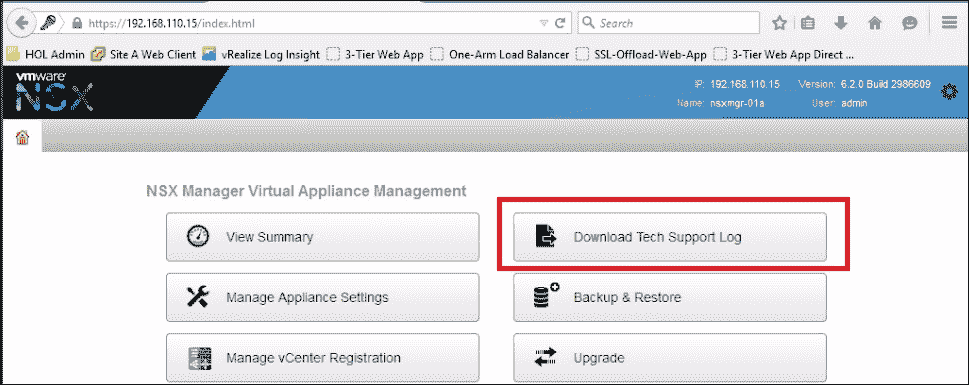 https://192.168.110.15/index.html Search
HOL Admin Site A Web Client vRealize Log Insight 3-Tier Web App One-Arm Load Balancer SSL-Offload-Web-App 3-Tier Web App Direct ...
vmware IP: 192.168.110.15 Version: 6.2.0 Build 2986609
NSX Name: nsxmgr-01a User: admin
NSX Manager Virtual Appliance Management
View Summary Download Tech Support Log
Manage Appliance Settings Backup & Restore
Manage vCenter Registration Upgrade